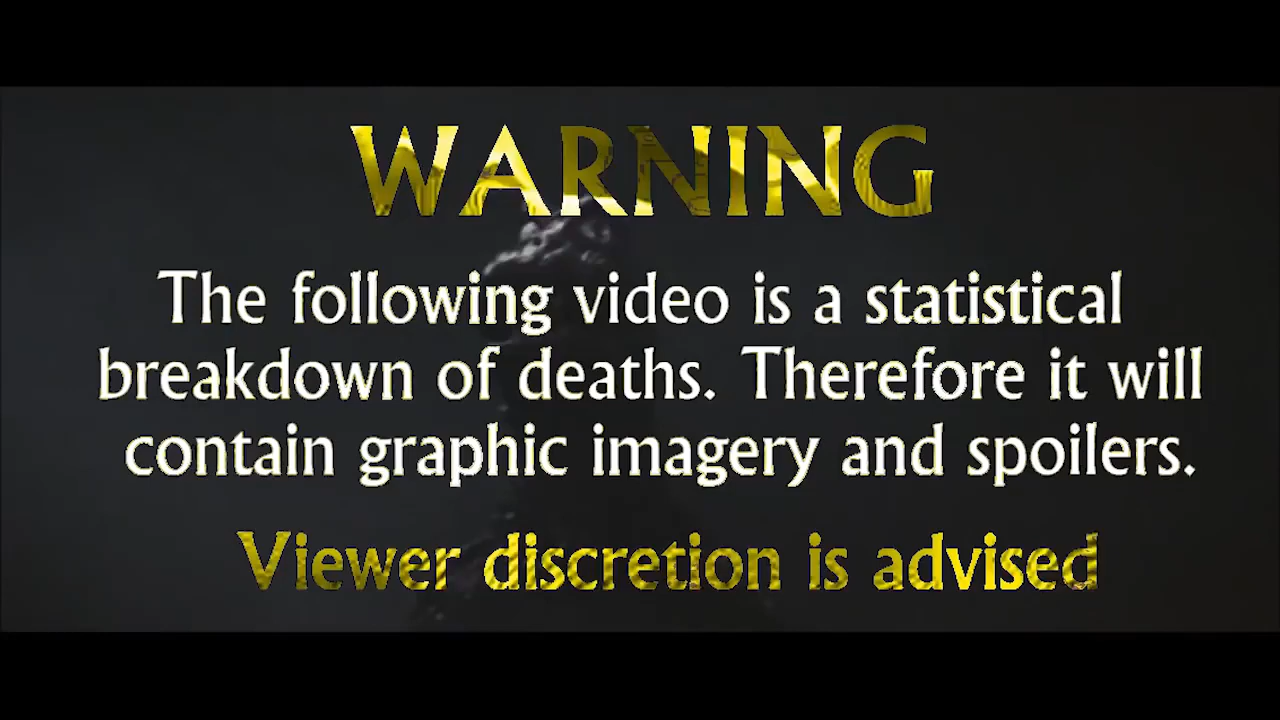 WARNING
The following video is a statistical
breakdown of deaths. Therefore it will
contain graphic imagery and spoilers.
Viewer discretion is advised